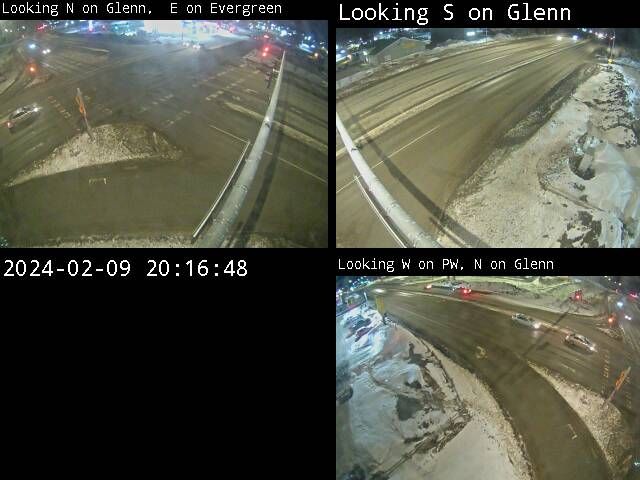 Looking N on Glenn,  E on Evergreen
Looking S on Glenn
2024-02-09 20:16:48
Looking W on PW, N on Glenn